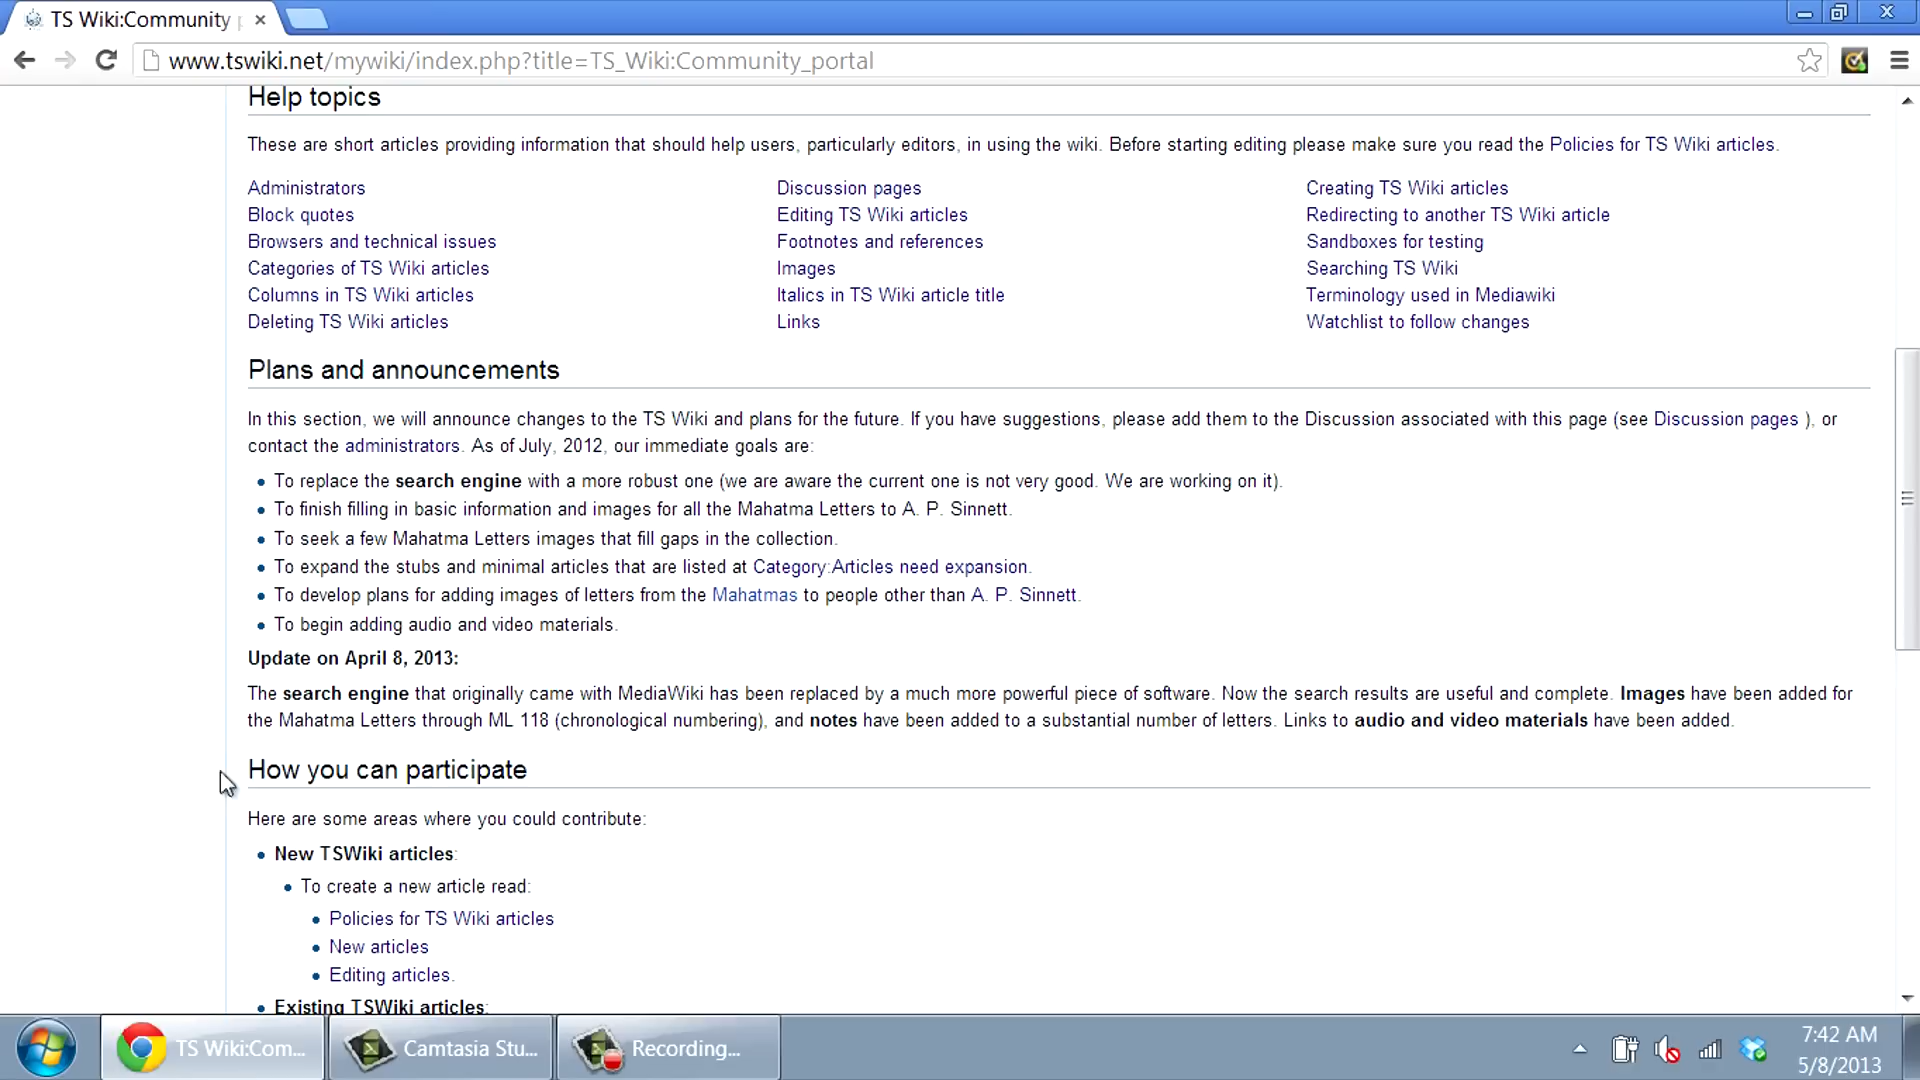 TS Wiki:Community
www.tswiki.net/mywiki/index.php?title=TS_Wiki:Community_portal
Help topics
These are short articles providing information that should help users, particularly editors, in using the wiki. Before starting editing please make sure you read the Policies for TS Wiki articles.
Administrators
Block quotes
Browsers and technical issues
Categories of TS Wiki articles
Columns in TS Wiki articles
Deleting TS Wiki articles
Discussion pages
Editing TS Wiki articles
Footnotes and references
Images
Italics in TS Wiki article title
Links
Creating TS Wiki articles
Redirecting to another TS Wiki article
Sandboxes for testing
Searching TS Wiki
Terminology used in Mediawiki
Watchlist to follow changes
Plans and announcements
In this section, we will announce changes to the TS Wiki and plans for the future. If you have suggestions, please add them to the Discussion associated with this page (see Discussion pages ), or
contact the administrators. As of July, 2012, our immediate goals are:
To replace the search engine with a more robust one (we are aware the current one is not very good. We are working on it).
To finish filling in basic information and images for all the Mahatma Letters to A. P. Sinnett.
To seek a few Mahatma Letters images that fill gaps in the collection.
To expand the stubs and minimal articles that are listed at Category:Articles need expansion.
To develop plans for adding images of letters from the Mahatmas to people other than A. P. Sinnett.
To begin adding audio and video materials.
Update on April 8, 2013:
The search engine that originally came with MediaWiki has been replaced by a much more powerful piece of software. Now the search results are useful and complete. Images have been added for
the Mahatma Letters through ML 118 (chronological numbering), and notes have been added to a substantial number of letters. Links to audio and video materials have been added.
How you can participate
Here are some areas where you could contribute:
New TSWiki articles:
To create a new article read:
Policies for TS Wiki articles
New articles
Editing articles.
Existing TSWiki articles:
TS Wiki:Com...
Camtasia Stu...
Recording...
7:42 AM
5/8/2013